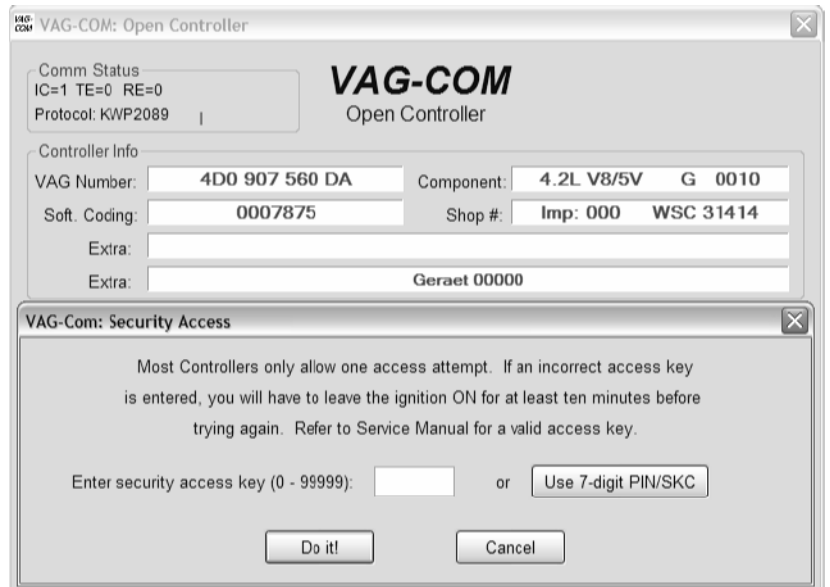 VAG-COM VAG-COM: Open Controller
Comm Status
IC=1 TE=0 RE=0
Protocol: KWP2089
VAG-COM
Open Controller
Controller Info
VAG Number: 4D0 907 560 DA Component: 4.2L V8/5V G 0010
Soft. Coding: 0007875 Shop #: Imp: 000 WSC 31414
Extra:
Extra: Geraet 00000
VAG-Com: Security Access
Most Controllers only allow one access attempt. If an incorrect access key
is entered, you will have to leave the ignition ON for at least ten minutes before
trying again. Refer to Service Manual for a valid access key.
Enter security access key (0 - 99999): or Use 7-digit PIN/SKC
Do it! Cancel